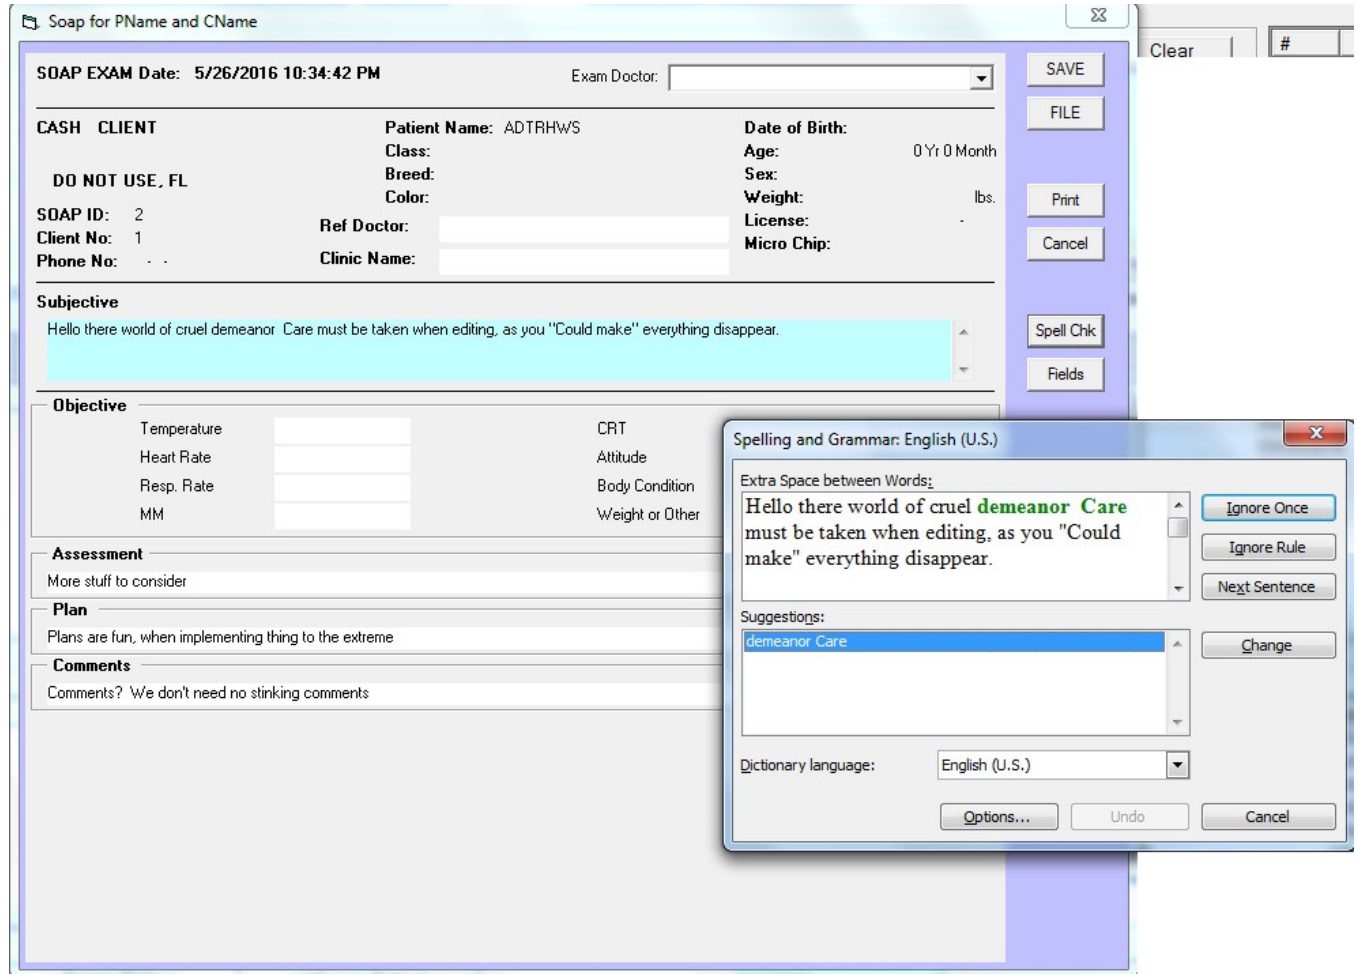 Soap for PName and CName
Clear
#
SOAP EXAM Date: 5/26/2016 10:34:42 PM
Exam Doctor:
SAVE
FILE
CASH CLIENT
DO NOT USE, FL
SOAP ID: 2
Client No: 1
Phone No: - -
Patient Name: ADTRHWS
Class:
Breed:
Color:
Ref Doctor:
Clinic Name:
Date of Birth:
Age: 0 Yr 0 Month
Sex:
Weight: lbs.
License: -
Micro Chip:
Print
Cancel
Subjective
Hello there world of cruel demeanor  Care must be taken when editing, as you "Could make" everything disappear.
Spell Chk
Fields
Objective
Temperature
Heart Rate
Resp. Rate
MM
CRT
Attitude
Body Condition
Weight or Other
Assessment
More stuff to consider
Plan
Plans are fun, when implementing thing to the extreme
Comments
Comments?  We don't need no stinking comments
Spelling and Grammar: English (U.S.)
Extra Space between Words:
Hello there world of cruel demeanor  Care
must be taken when editing, as you "Could
make" everything disappear.
Ignore Once
Ignore Rule
Next Sentence
Suggestions:
demeanor Care
Change
Dictionary language: English (U.S.)
Options...
Undo
Cancel